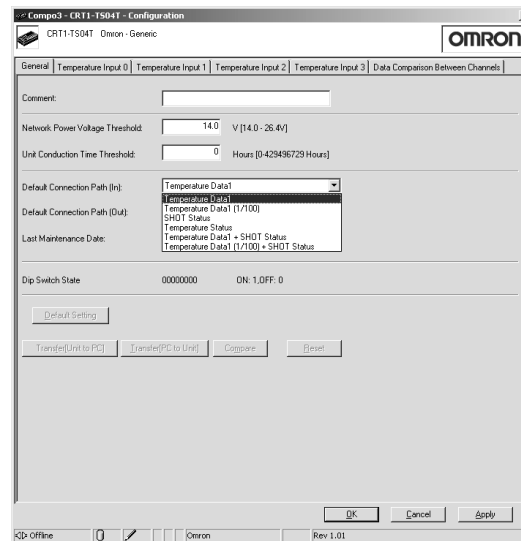 Compo3 - CRT1-TS04T - Configuration
CRT1-TS04T Omron - Generic
OMRON
General Temperature Input 0 Temperature Input 1 Temperature Input 2 Temperature Input 3 Data Comparison Between Channels
Comment:
Network Power Voltage Threshold: 14.0 V [14.0 - 26.4V]
Unit Conduction Time Threshold: 0 Hours [0-429496729 Hours]
Default Connection Path (In): Temperature Data1
Temperature Data1
Temperature Data1 (1/100)
Default Connection Path (Out): SHOT Status
Temperature Status
Last Maintenance Date: Temperature Data1 + SHOT Status
Temperature Data1 (1/100) + SHOT Status
Dip Switch State 00000000 ON: 1,OFF: 0
Default Setting
Transfer[Unit to PC] Transfer[PC to Unit] Compare Reset
OK Cancel Apply
Offline 0 Omron Rev 1.01